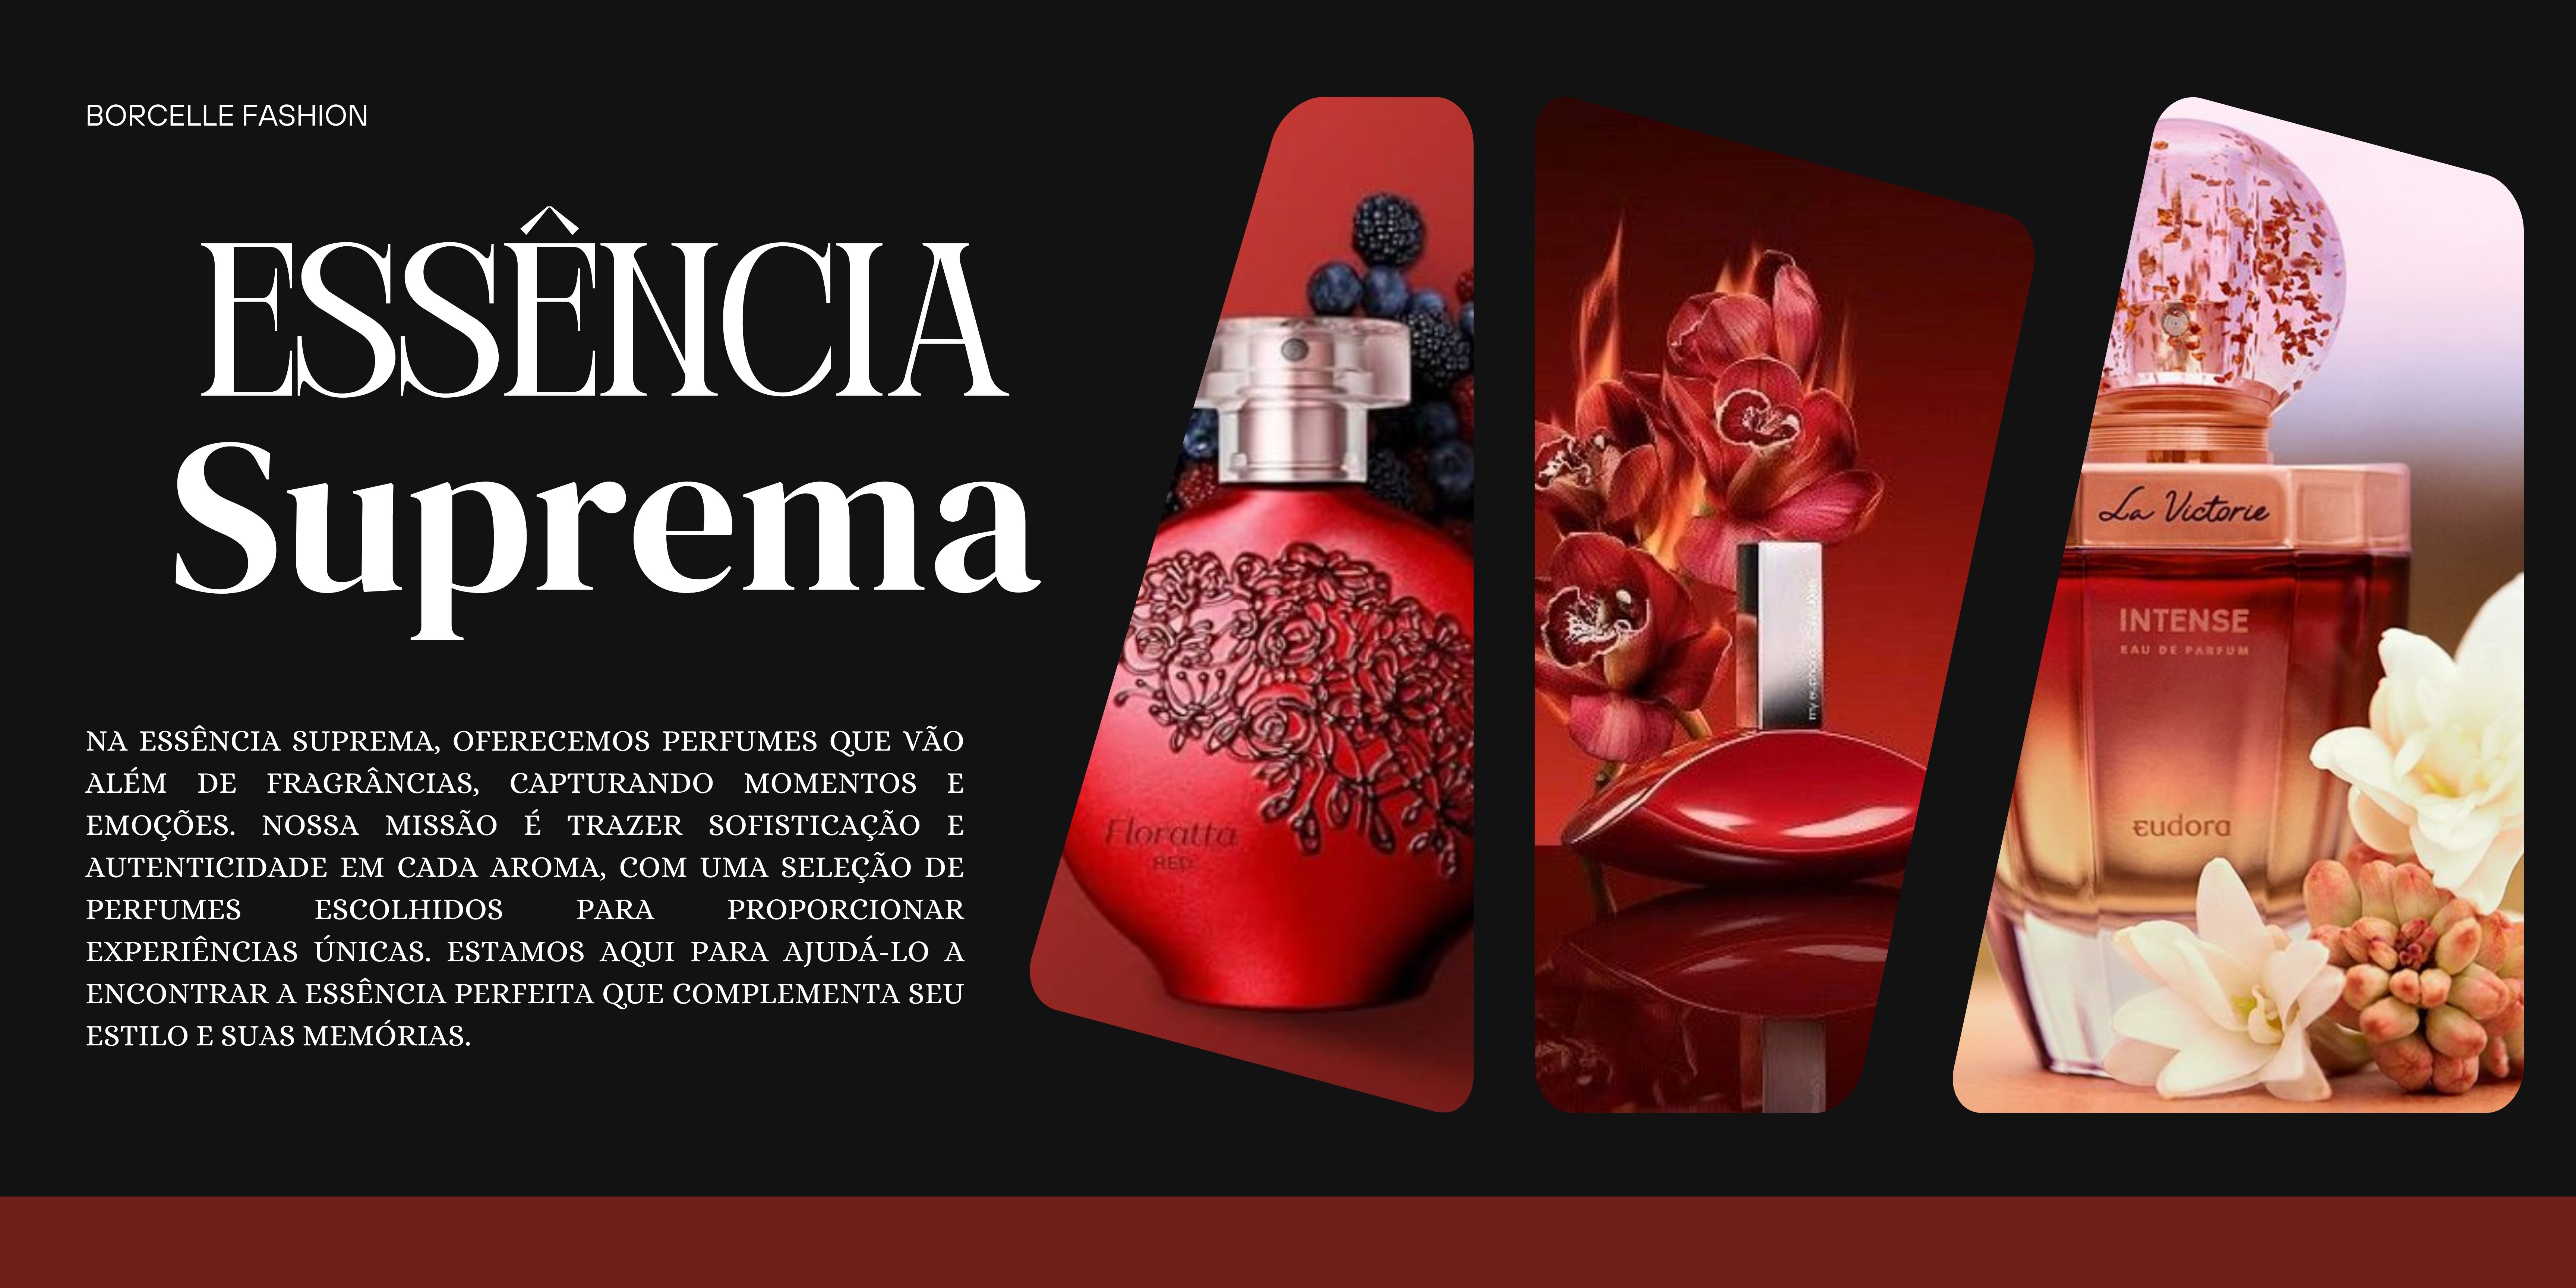 BORCELLE FASHION
ESSÊNCIA
Suprema
NA ESSÊNCIA SUPREMA, OFERECEMOS PERFUMES QUE VÃO
ALÉM DE FRAGRÂNCIAS, CAPTURANDO MOMENTOS E
EMOÇÕES. NOSSA MISSÃO É TRAZER SOFISTICAÇÃO E
AUTENTICIDADE EM CADA AROMA, COM UMA SELEÇÃO DE
PERFUMES ESCOLHIDOS PARA PROPORCIONAR
EXPERIÊNCIAS ÚNICAS. ESTAMOS AQUI PARA AJUDÁ-LO A
ENCONTRAR A ESSÊNCIA PERFEITA QUE COMPLEMENTA SEU
ESTILO E SUAS MEMÓRIAS.
Floratta
RED
La Victorie
INTENSE
EAU DE PARFUM
eudora